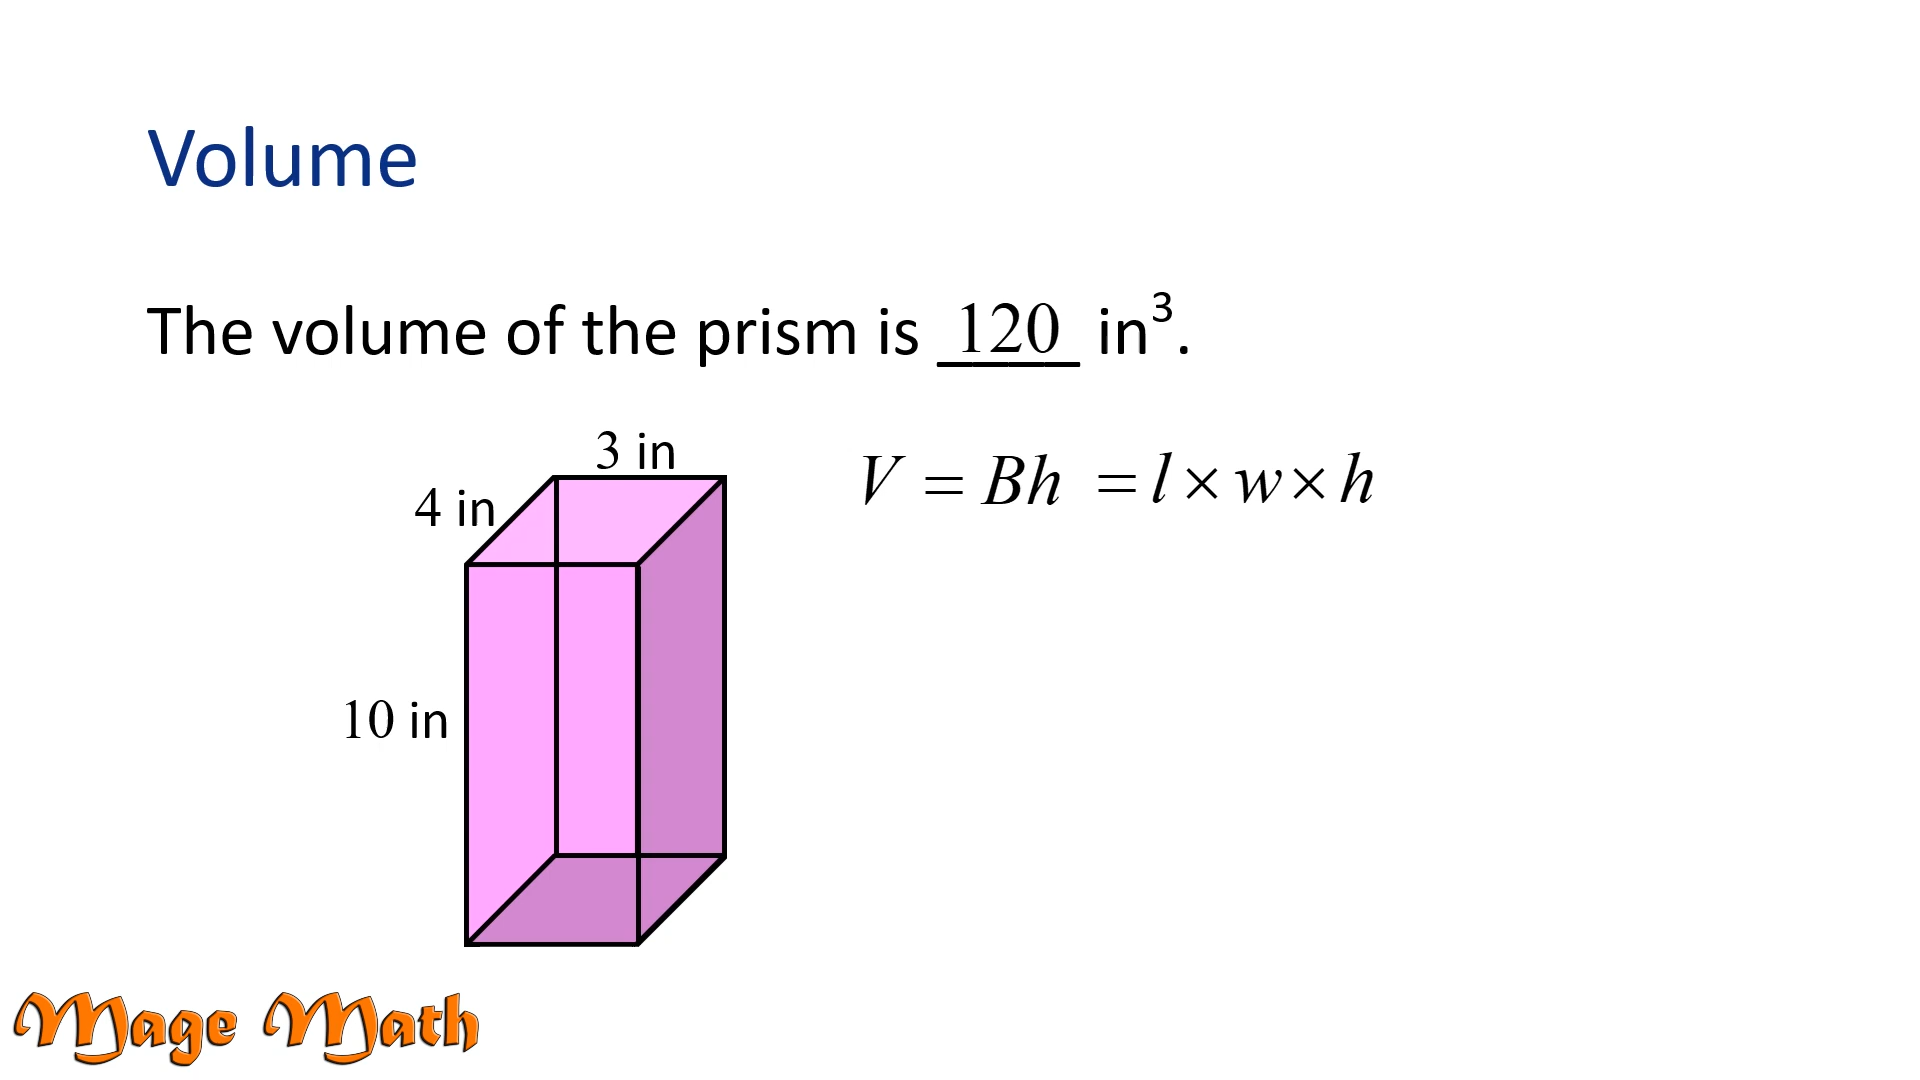 Volume
The volume of the prism is 120 in³.
3 in
4 in
V = Bh = l × w × h
10 in
Mage Math